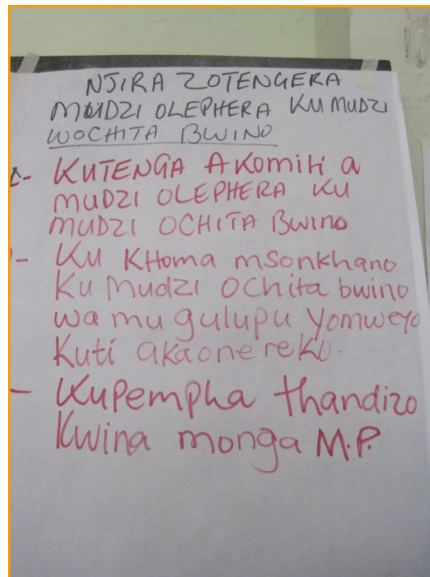 NJIRA ZOTENGERA
MUDZI OLEPHERA KU MUDZI
WOCHITA BWINO
- KUTENGA AKomiti a
MUDZI OLEPHERA KU
MUDZI OCHITA BWINO
- KU KHOMA msonkhano
Ku Mudzi Ochita bwino
wa mu gulupu yomweyo
Kuti akaonereko.
- Kupempha thandizo
Kwina monga M.P.